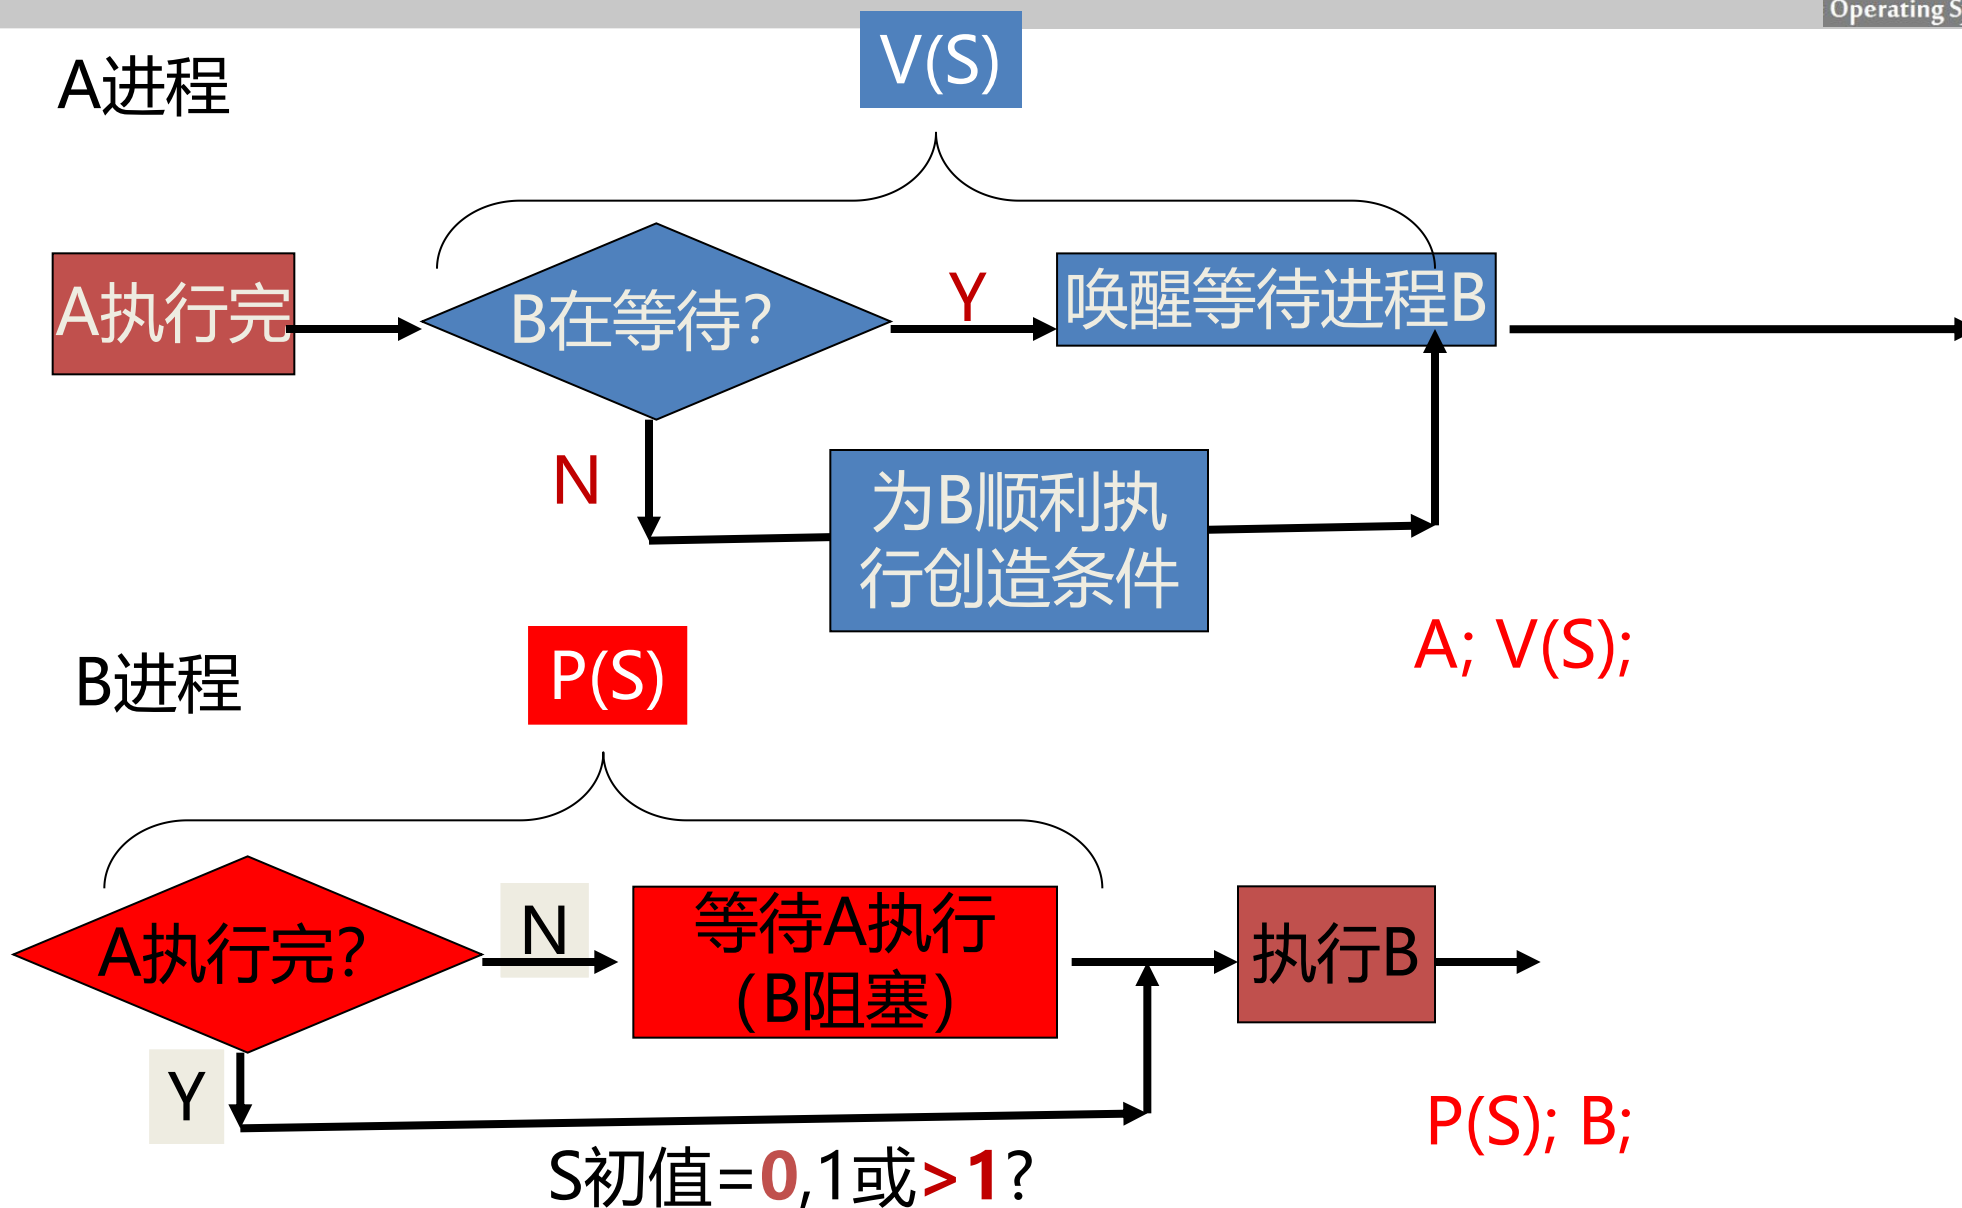 Operating S
V(S)
A进程
A执行完
B在等待?
Y
唤醒等待进程B
N
为B顺利执
行创造条件
A; V(S);
B进程
P(S)
A执行完?
N
等待A执行
(B阻塞)
执行B
Y
P(S); B;
S初值=0,1或>1?